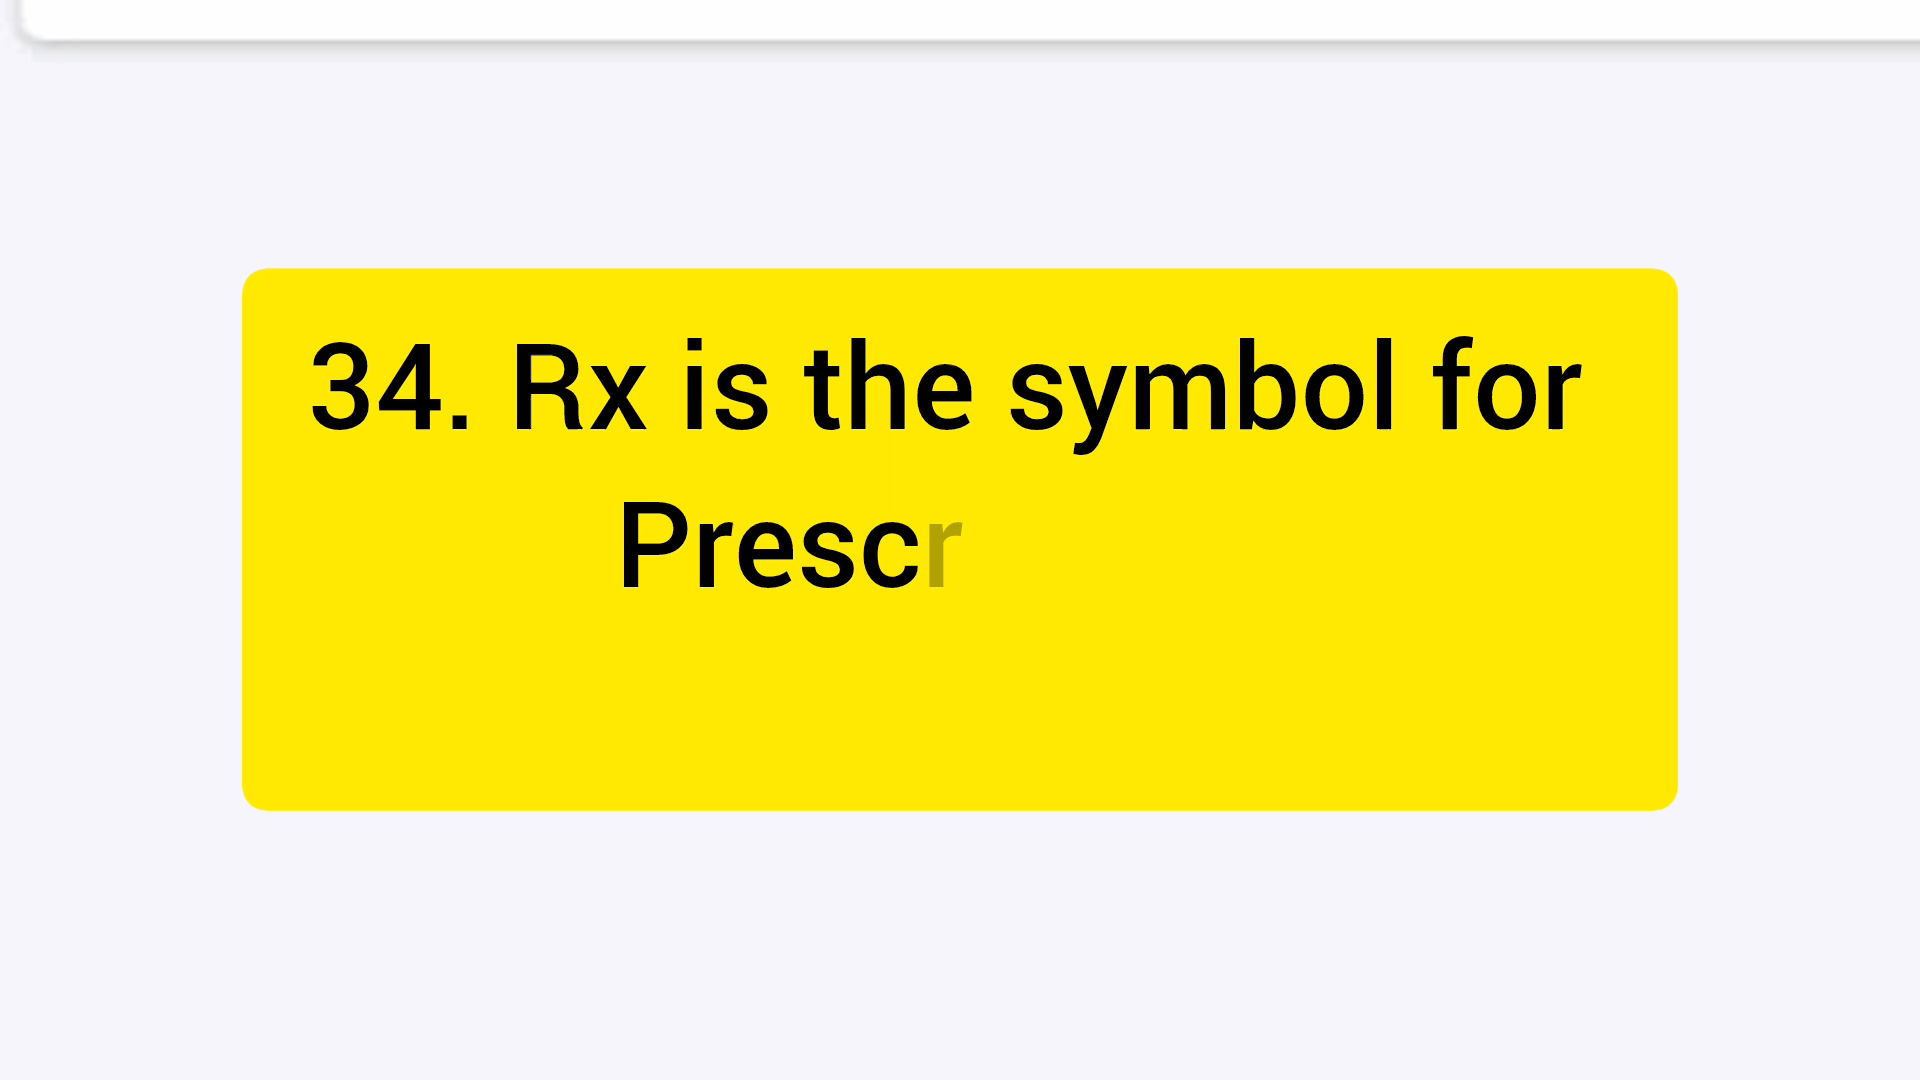 34. Rx is the symbol for
Prescr